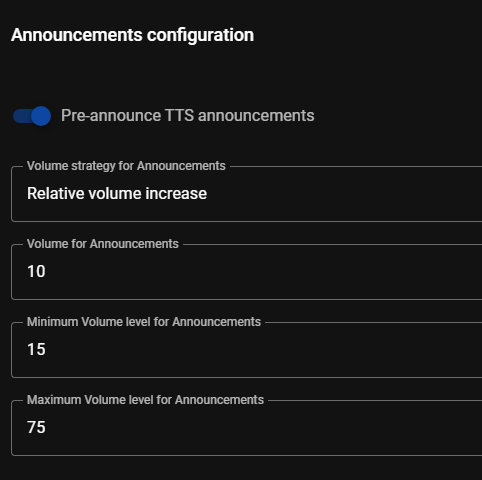 Announcements configuration
Pre-announce TTS announcements
Volume strategy for Announcements
Relative volume increase
Volume for Announcements
10
Minimum Volume level for Announcements
15
Maximum Volume level for Announcements
75